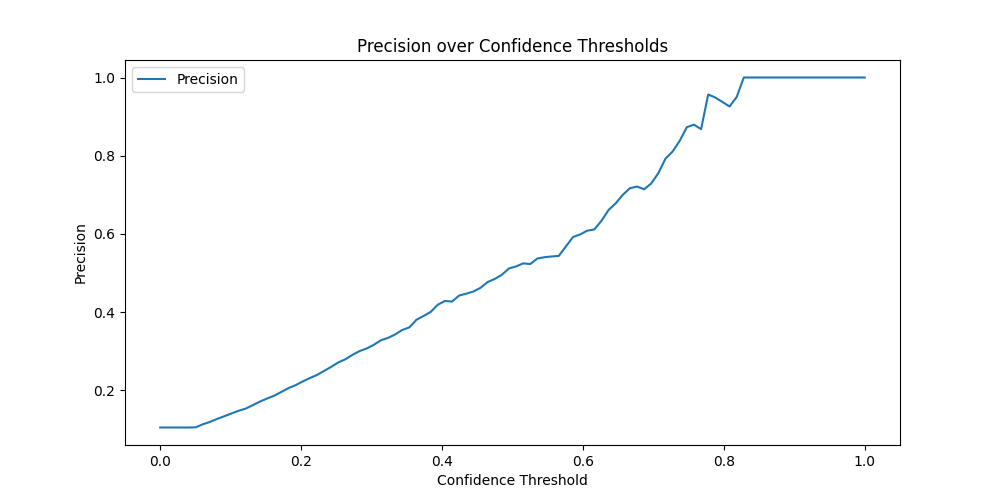 Precision over Confidence Thresholds
Precision
1.0
0.8
0.6
0.4
0.2
Precision
0.0 0.2 0.4 0.6 0.8 1.0
Confidence Threshold